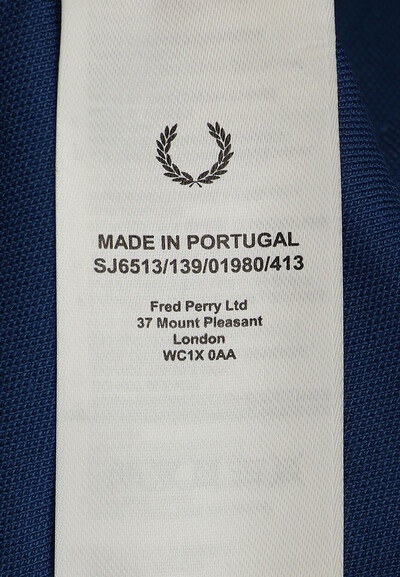 MADE IN PORTUGAL
SJ6513/139/01980/413
Fred Perry Ltd
37 Mount Pleasant
London
WC1X 0AA